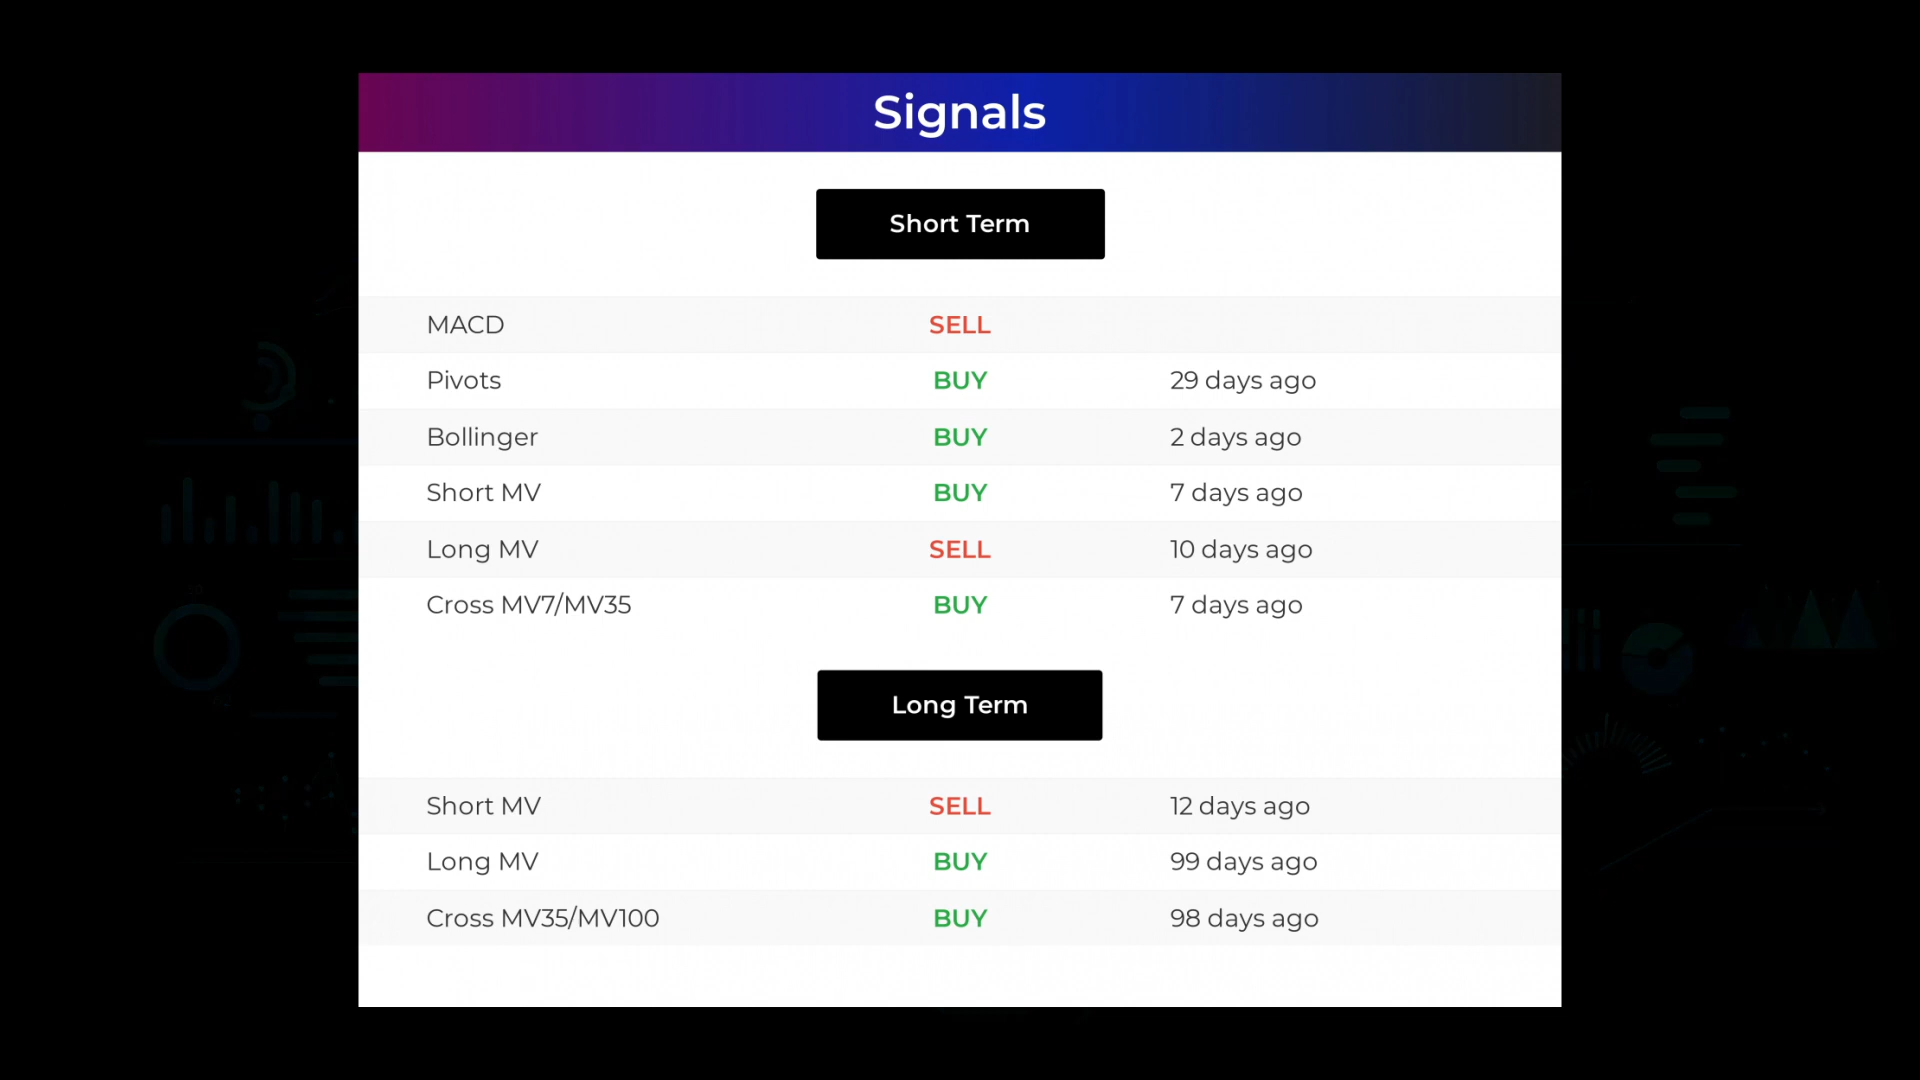 Signals
Short Term
MACD SELL
Pivots BUY 29 days ago
Bollinger BUY 2 days ago
Short MV BUY 7 days ago
Long MV SELL 10 days ago
Cross MV7/MV35 BUY 7 days ago
Long Term
Short MV SELL 12 days ago
Long MV BUY 99 days ago
Cross MV35/MV100 BUY 98 days ago